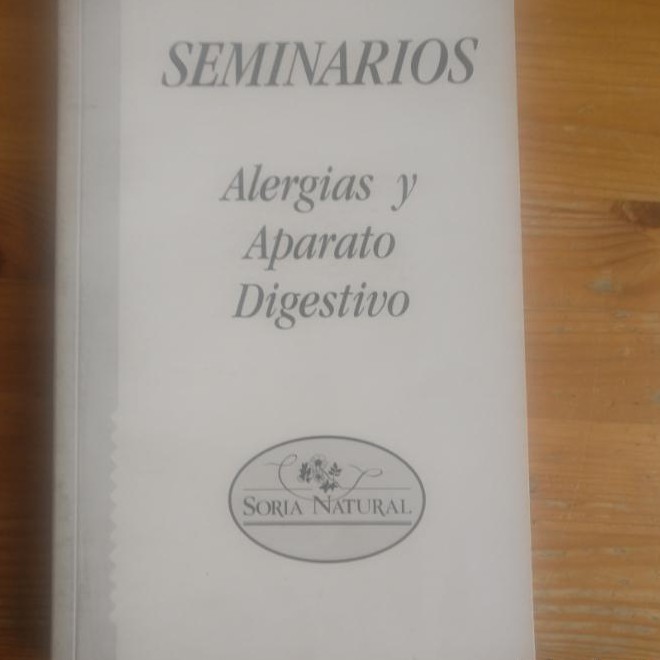 SEMINARIOS
Alergias y
Aparato
Digestivo
SORIA NATURAL